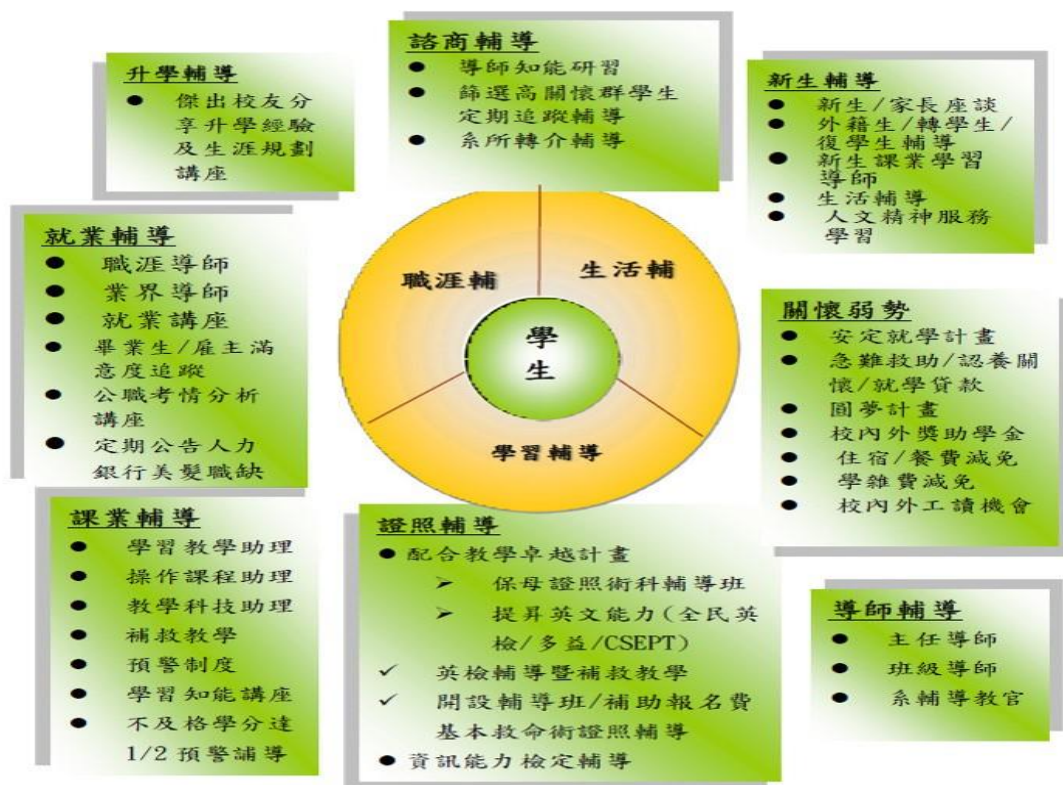 諮商輔導
● 導師知能研習
● 篩選高關懷群學生
定期追蹤輔導
● 系所轉介輔導
升學輔導
● 傑出校友分
享升學經驗
及生涯規劃
講座
新生輔導
● 新生/家長座談
● 外籍生/轉學生/
復學生輔導
● 新生課業學習
導師
● 生活輔導
● 人文精神服務
學習
就業輔導
● 職涯導師
● 業界導師
● 就業講座
● 畢業生/雇主滿
意度追蹤
● 公職考情分析
講座
● 定期公告人力
銀行美髮職缺
職涯輔
生活輔
學
生
學習輔導
關懷弱勢
● 安定就學計畫
● 急難救助/認養關
懷/就學貸款
● 圓夢計畫
● 校內外獎助學金
● 住宿/餐費減免
● 學雜費減免
● 校內外工讀機會
課業輔導
● 學習教學助理
● 操作課程助理
● 教學科技助理
● 補救教學
● 預警制度
● 學習知能講座
● 不及格學分達
1/2 預警誧導
證照輔導
● 配合教學卓越計畫
➢ 保母證照術科輔導班
➢ 提昇英文能力(全民英
檢/多益/CSEPT)
✓ 英檢輔導暨補救教學
✓ 開設輔導班/補助報名費
基本救命術證照輔導
● 資訊能力檢定輔導
導師輔導
● 主任導師
● 班級導師
● 系輔導教官